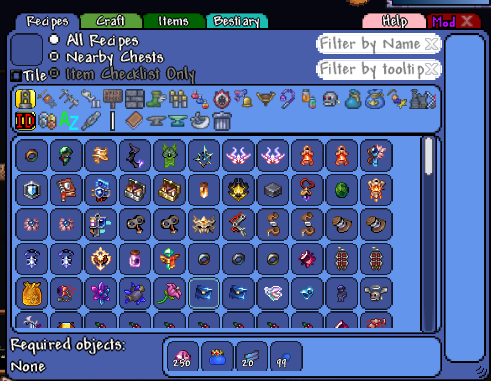 Recipes Craft Items Bestiary Help Mod X
All Recipes
Nearby Chests
Tile Item Checklist Only
Filter by Name
Filter by tooltip
ID AZ
Required objects:
None
250 20 99